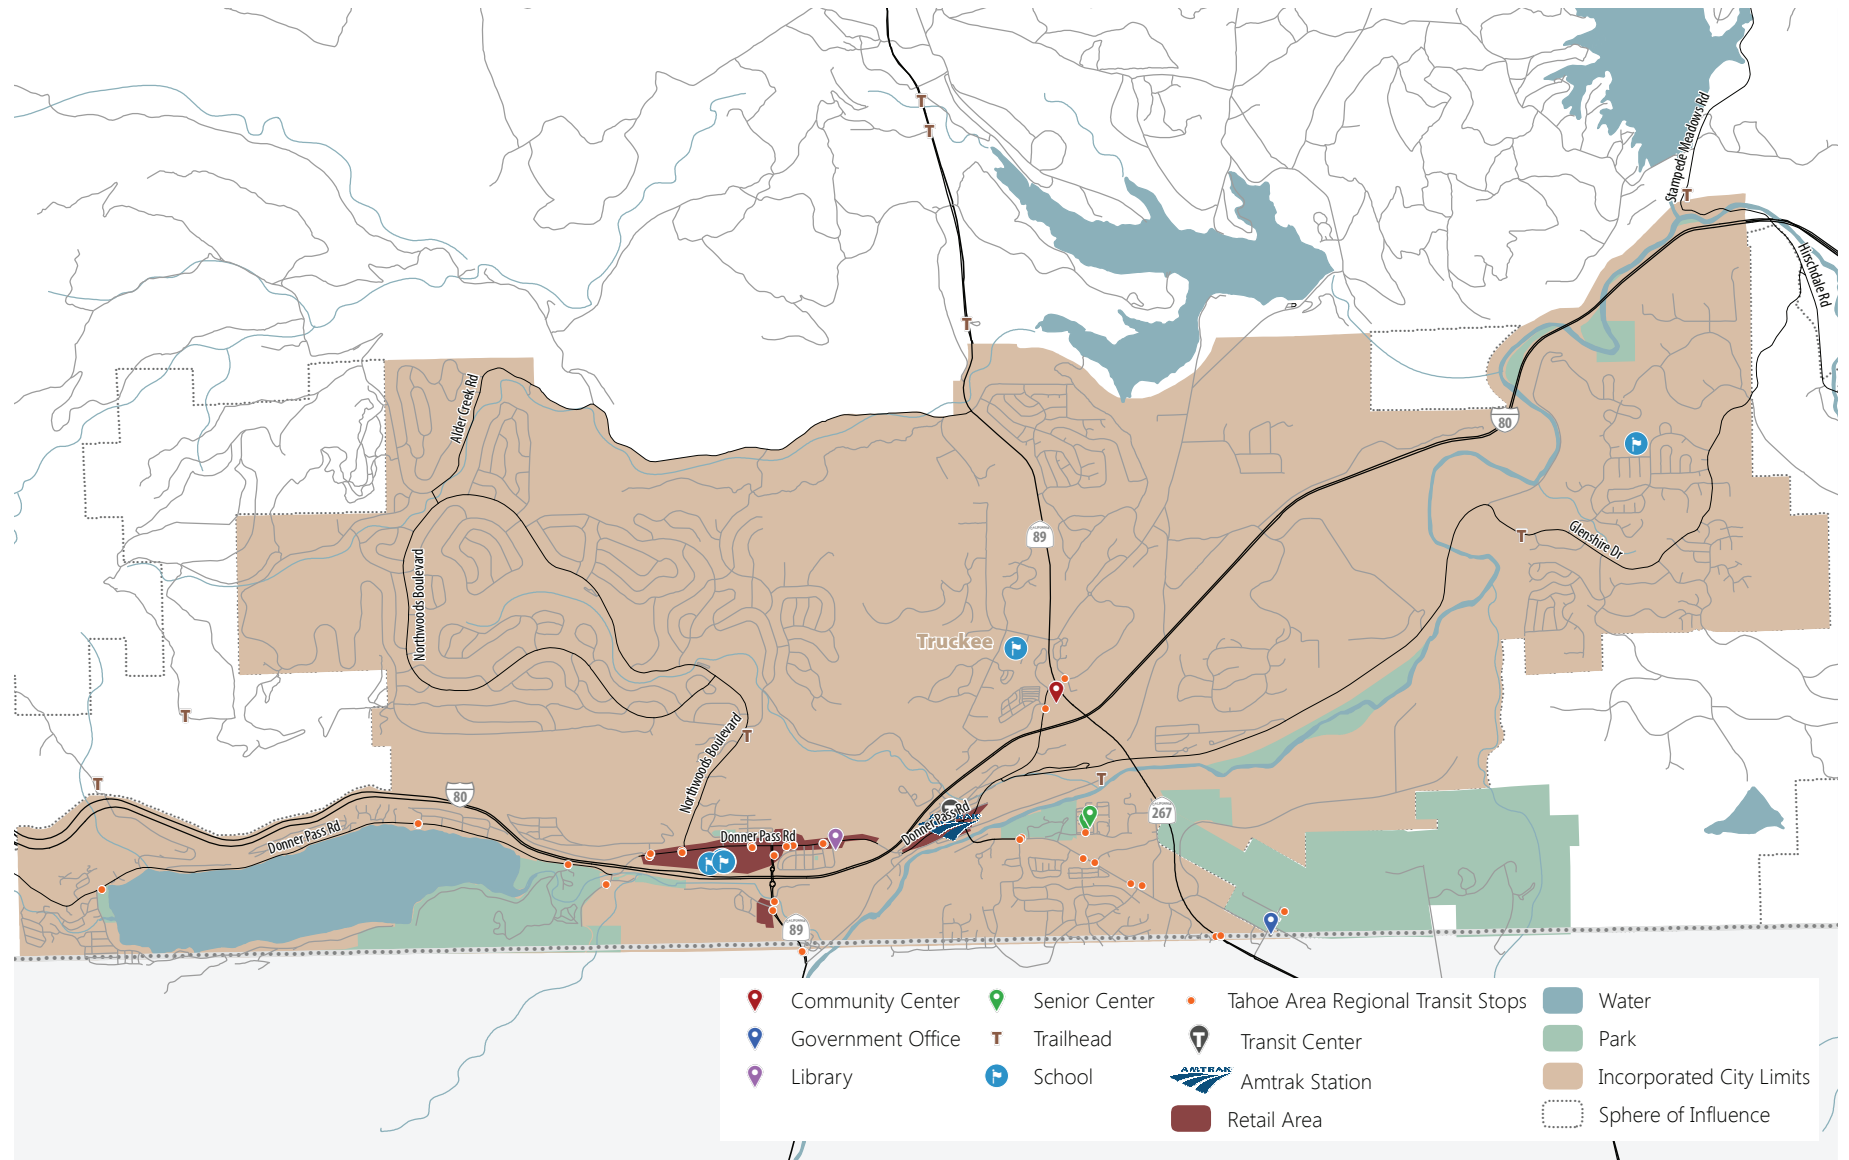 T
T
Stampede Meadows Rd
T
Hirschdale Rd
T
Alder Creek Rd
80
89
T
Glenshire Dr
Northwoods Boulevard
Truckee
T
Northwoods Boulevard
T
T
T
80
267
Donner Pass Rd
Donner Pass Rd
Donner Pass Rd
89
Community Center
Senior Center
Tahoe Area Regional Transit Stops
Water
Government Office
T
Trailhead
T
Transit Center
Park
Library
School
AMTRAK
Amtrak Station
Incorporated City Limits
Retail Area
Sphere of Influence